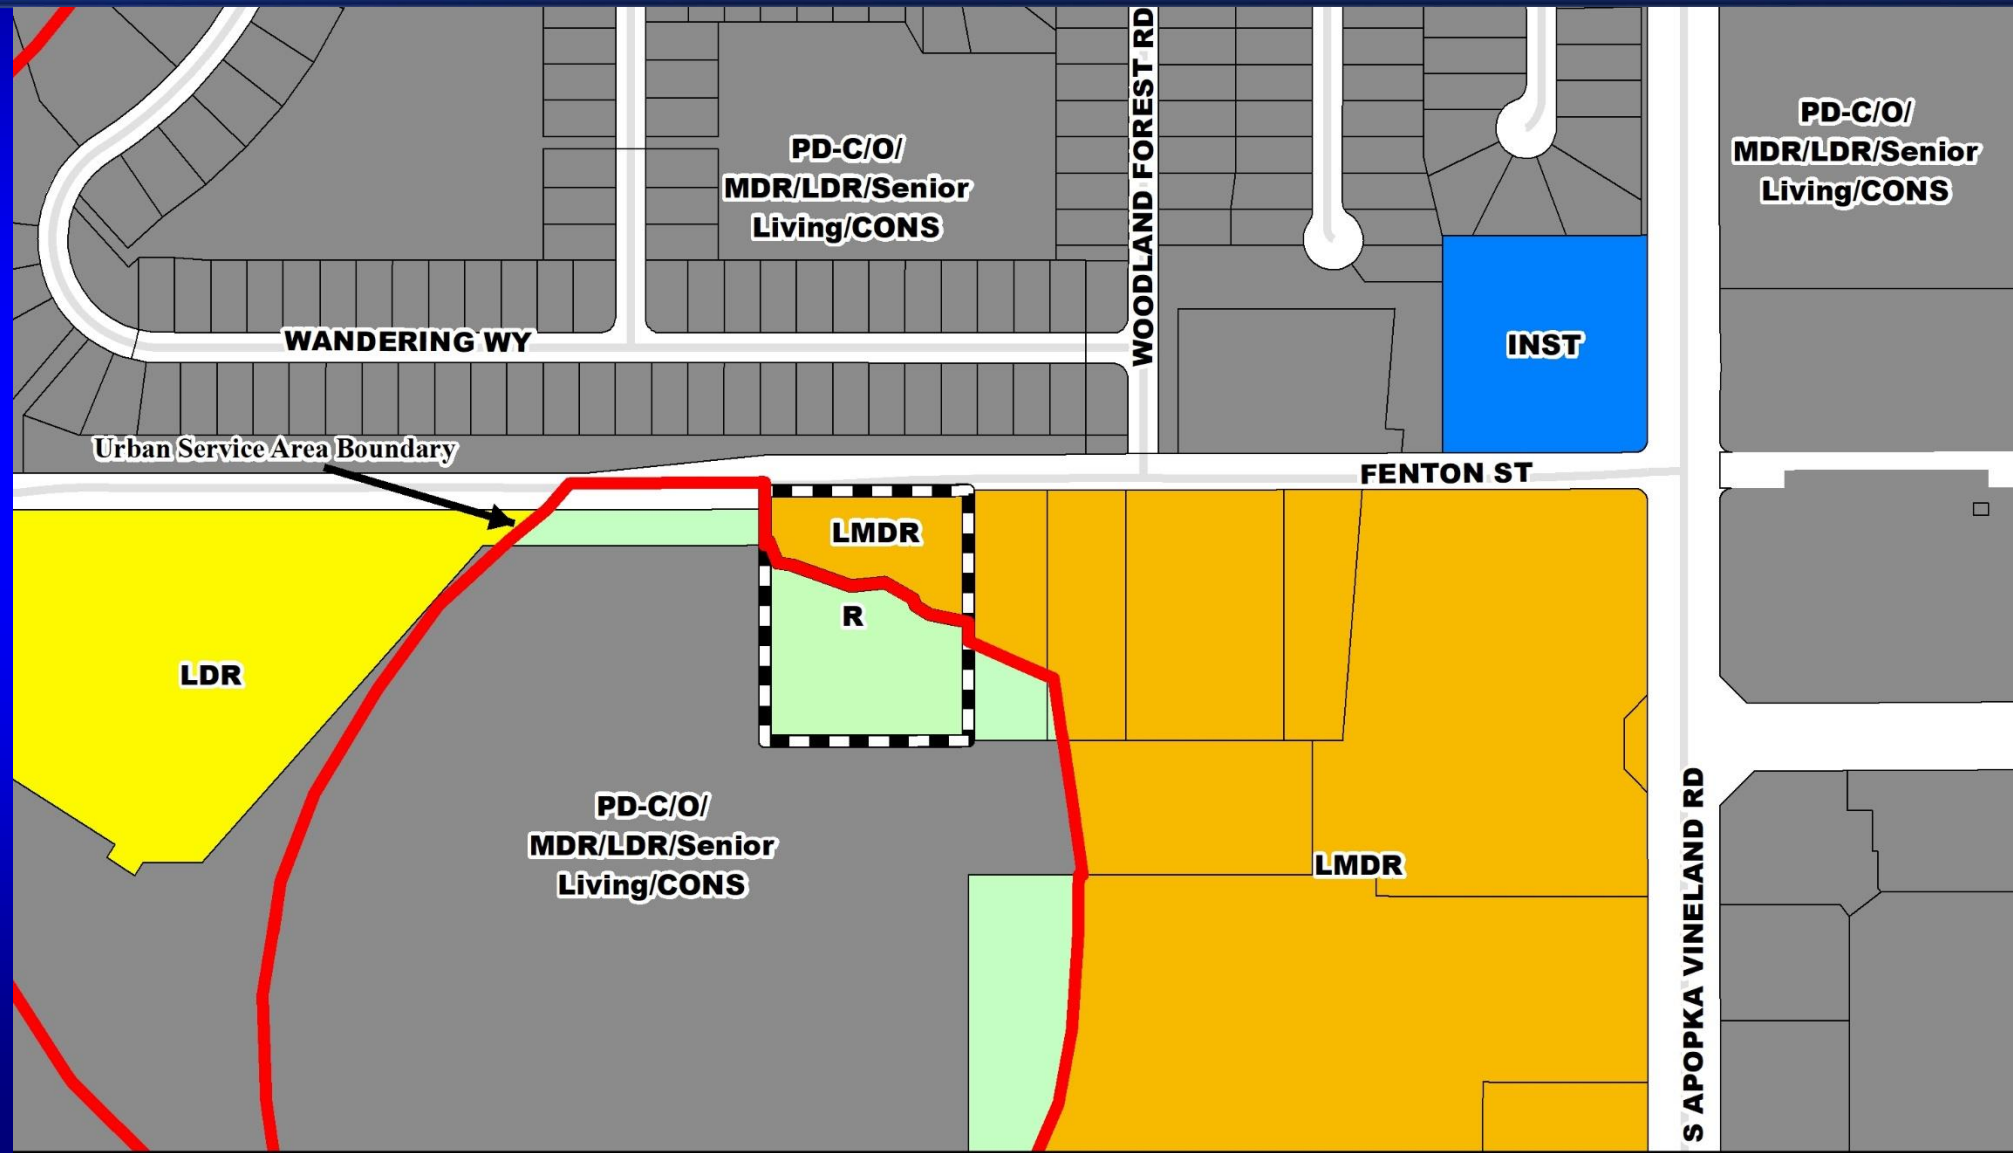 PD-C/O/
MDR/LDR/Senior
Living/CONS
WOODLAND FOREST RD
PD-C/O/
MDR/LDR/Senior
Living/CONS
WANDERING WY
INST
Urban Service Area Boundary
FENTON ST
LMDR
R
LDR
PD-C/O/
MDR/LDR/Senior
Living/CONS
LMDR
S APOPKA VINELAND RD